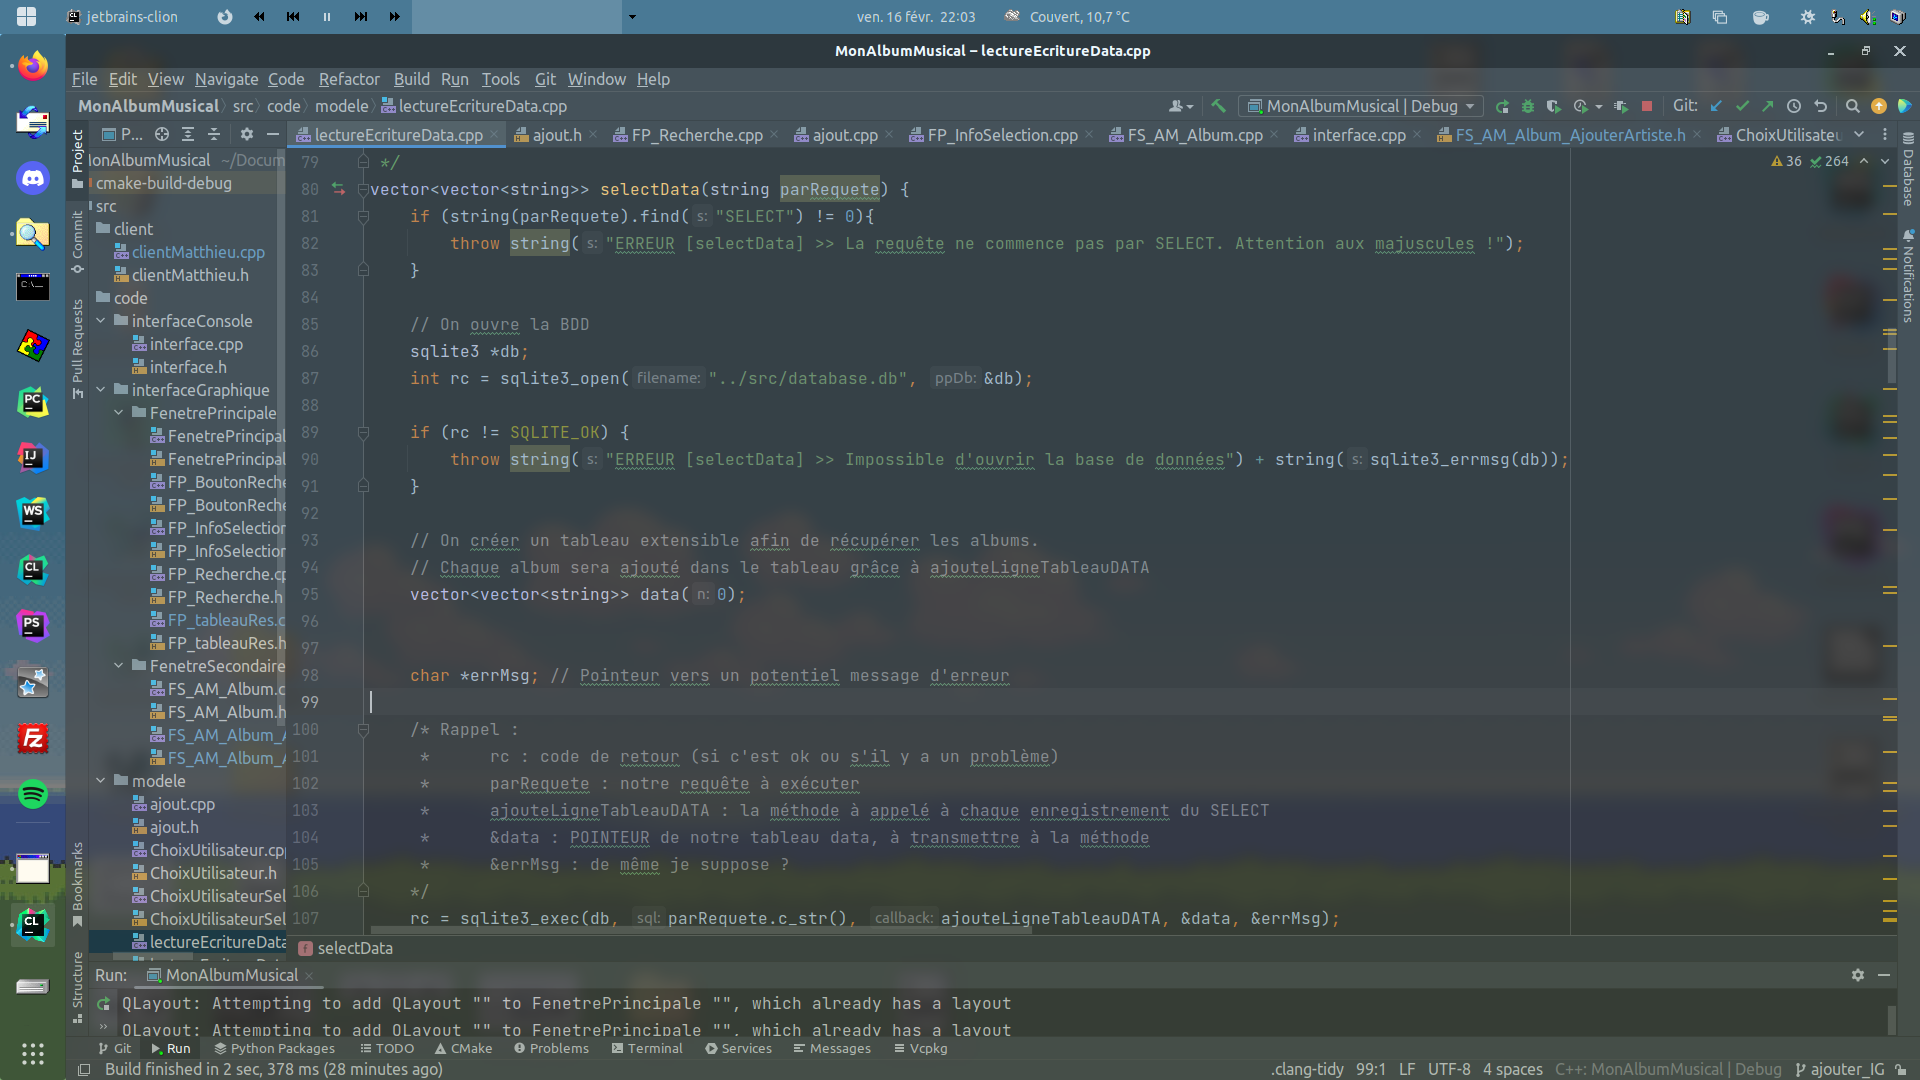 jetbrains-clion
ven. 16 févr. 22:03
Couvert, 10,7 °C
MonAlbumMusical – lectureEcritureData.cpp
File Edit View Navigate Code Refactor Build Run Tools Git Window Help
MonAlbumMusical src code modele lectureEcritureData.cpp
MonAlbumMusical | Debug
Git:
P...
lectureEcritureData.cpp ajout.h FP_Recherche.cpp ajout.cpp FP_InfoSelection.cpp FS_AM_Album.cpp interface.cpp FS_AM_Album_AjouterArtiste.h ChoixUtilisateu
Project
Commit
Pull Requests
Bookmarks
Structure
Database
Notifications
lonAlbumMusical ~/Docum
cmake-build-debug
src
client
clientMatthieu.cpp
clientMatthieu.h
code
interfaceConsole
interface.cpp
interface.h
interfaceGraphique
FenetrePrincipale
FenetrePrincipal
FenetrePrincipal
FP_BoutonReche
FP_BoutonReche
FP_InfoSelection
FP_InfoSelection
FP_Recherche.cp
FP_Recherche.h
FP_tableauRes.c
FP_tableauRes.h
FenetreSecondaire
FS_AM_Album.c
FS_AM_Album.h
FS_AM_Album_A
FS_AM_Album_A
modele
ajout.cpp
ajout.h
ChoixUtilisateur.cpp
ChoixUtilisateur.h
ChoixUtilisateurSel
ChoixUtilisateurSel
lectureEcritureData
36 264
79 */
80 vector<vector<string>> selectData(string parRequete) {
81 if (string(parRequete).find( s: "SELECT") != 0){
82 throw string( s: "ERREUR [selectData] >> La requête ne commence pas par SELECT. Attention aux majuscules !");
83 }
84
85 // On ouvre la BDD
86 sqlite3 *db;
87 int rc = sqlite3_open( filename: "../src/database.db", ppDb: &db);
88
89 if (rc != SQLITE_OK) {
90 throw string( s: "ERREUR [selectData] >> Impossible d'ouvrir la base de données") + string( s: sqlite3_errmsg(db));
91 }
92
93 // On créer un tableau extensible afin de récupérer les albums.
94 // Chaque album sera ajouté dans le tableau grâce à ajouteLigneTableauDATA
95 vector<vector<string>> data( n: 0);
96
97
98 char *errMsg; // Pointeur vers un potentiel message d'erreur
99
100 /* Rappel :
101 * rc : code de retour (si c'est ok ou s'il y a un problème)
102 * parRequete : notre requête à exécuter
103 * ajouteLigneTableauDATA : la méthode à appelé à chaque enregistrement du SELECT
104 * &data : POINTEUR de notre tableau data, à transmettre à la méthode
105 * &errMsg : de même je suppose ?
106 */
107 rc = sqlite3_exec(db, sql: parRequete.c_str(), callback: ajouteLigneTableauDATA, &data, &errMsg);
f selectData
Run: MonAlbumMusical
QLayout: Attempting to add QLayout "" to FenetrePrincipale "", which already has a layout
QLayout: Attempting to add QLayout "" to FenetrePrincipale "", which already has a layout
Git Run Python Packages TODO CMake Problems Terminal Services Messages Vcpkg
Build finished in 2 sec, 378 ms (28 minutes ago)
.clang-tidy 99:1 LF UTF-8 4 spaces C++: MonAlbumMusical | Debug ajouter_IG
C:\_
PC
IJ
WS
CL
PS
FZ
CL